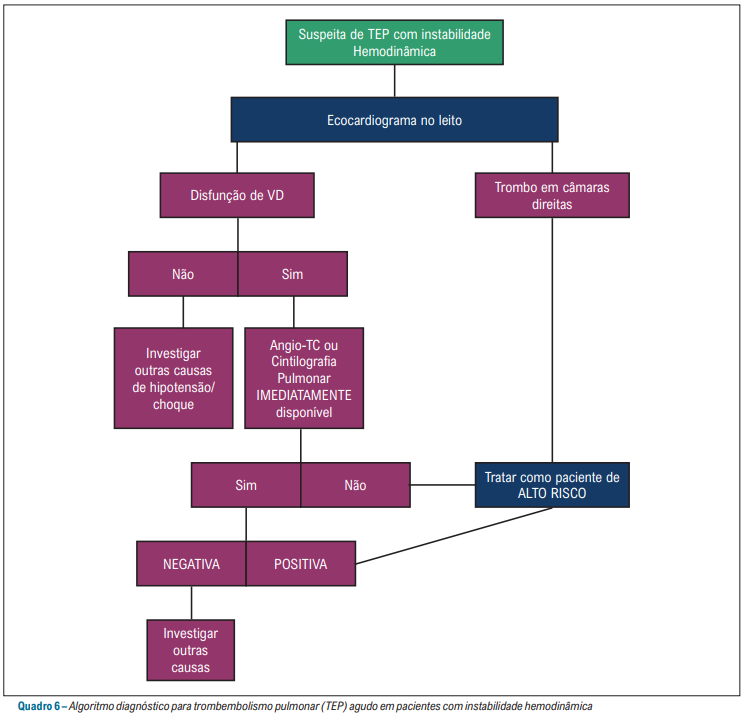 Suspeita de TEP com instabilidade
Hemodinâmica
Ecocardiograma no leito
Disfunção de VD
Trombo em câmaras
direitas
Não
Sim
Investigar
outras causas
de hipotensão/
choque
Angio-TC ou
Cintilografia
Pulmonar
IMEDIATAMENTE
disponível
Sim
Não
Tratar como paciente de
ALTO RISCO
NEGATIVA
POSITIVA
Investigar
outras
causas
Quadro 6 – Algoritmo diagnóstico para trombembolismo pulmonar (TEP) agudo em pacientes com instabilidade hemodinâmica